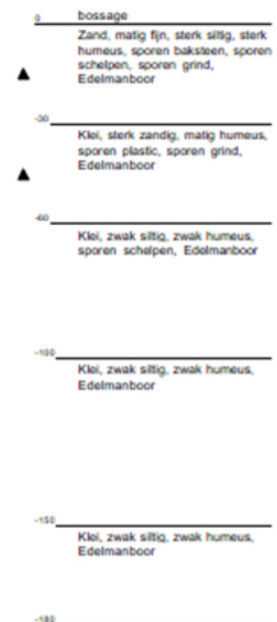 0 bossage
Zand, matig fijn, sterk siltig, sterk
humeus, sporen baksteen, sporen
schelpen, sporen grind,
Edelmanboor
-30
Klei, sterk zandig, matig humeus,
sporen plastic, sporen grind,
Edelmanboor
-60
Klei, zwak siltig, zwak humeus,
sporen schelpen, Edelmanboor
-100
Klei, zwak siltig, zwak humeus,
Edelmanboor
-150
Klei, zwak siltig, zwak humeus,
Edelmanboor
-180